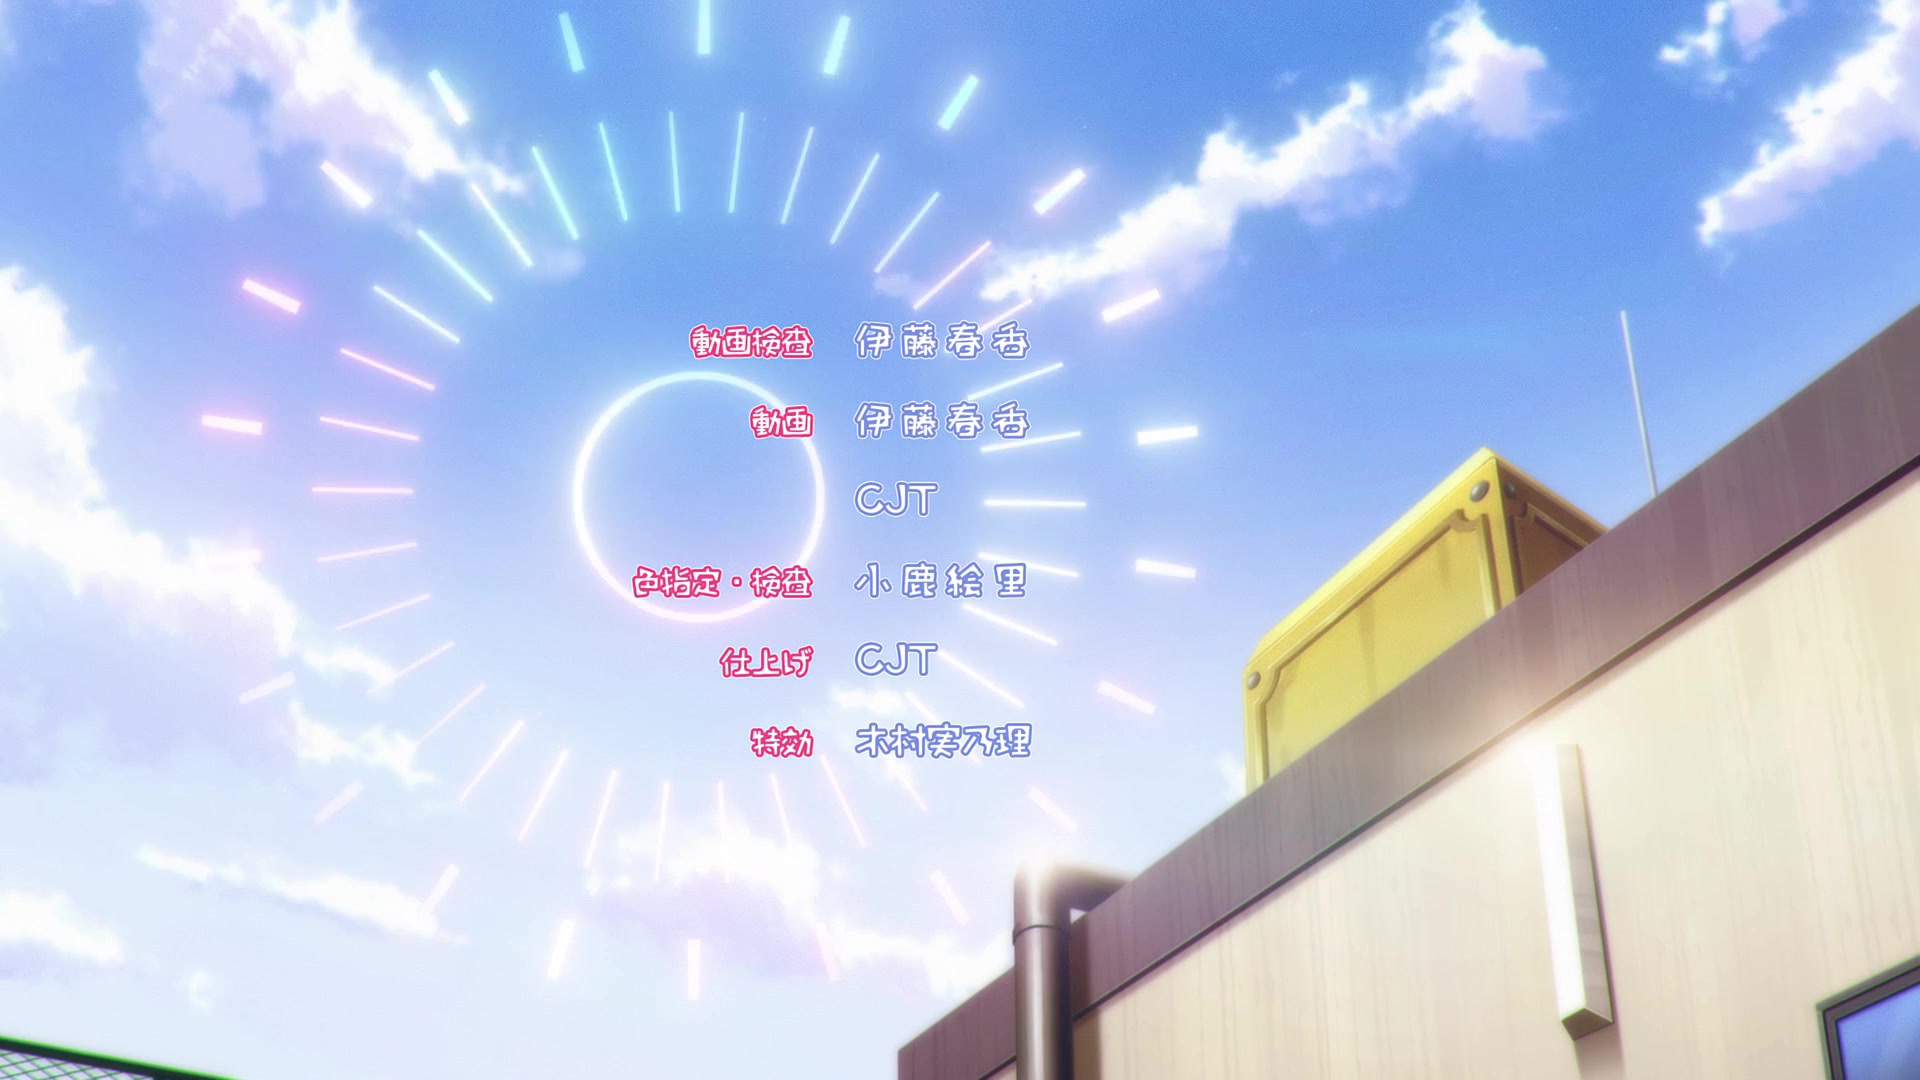 動画検査 伊藤春香
動画 伊藤春香
CJT
色指定・検査 小鹿絵里
仕上げ CJT
特効 木村実乃理